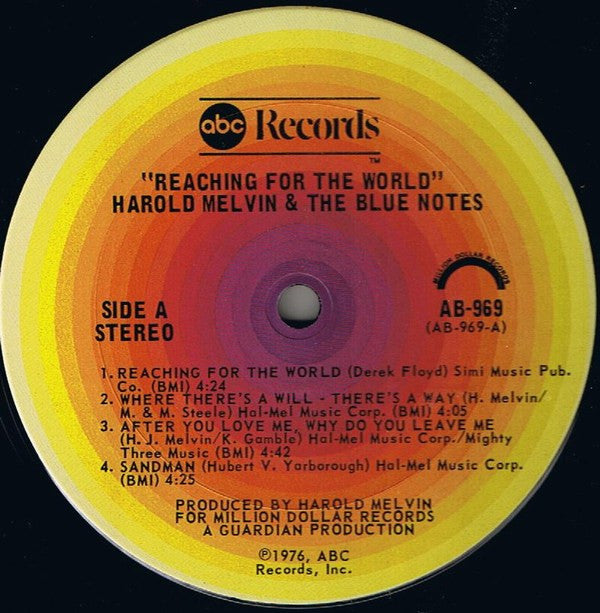 abc Records
TM
"REACHING FOR THE WORLD"
HAROLD MELVIN & THE BLUE NOTES
MILLION DOLLAR RECORDS
SIDE A
STEREO
AB-969
(AB-969-A)
1. REACHING FOR THE WORLD (Derek Floyd) Simi Music Pub.
Co. (BMI) 4:24
2. WHERE THERE'S A WILL - THERE'S A WAY (H. Melvin/
M. & M. Steele) Hal-Mel Music Corp. (BMI) 4:05
3. AFTER YOU LOVE ME, WHY DO YOU LEAVE ME
(H. J. Melvin/K. Gamble) Hal-Mel Music Corp./Mighty
Three Music (BMI) 4:42
4. SANDMAN (Hubert V. Yarborough) Hal-Mel Music Corp.
(BMI) 4:25
PRODUCED BY HAROLD MELVIN
FOR MILLION DOLLAR RECORDS
A GUARDIAN PRODUCTION
℗1976, ABC
Records, Inc.